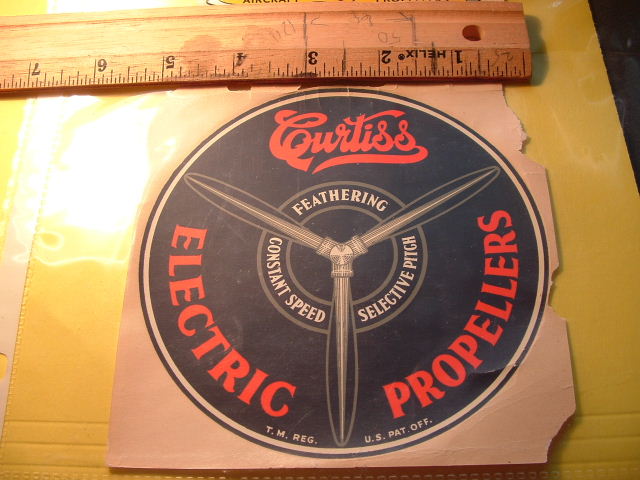 AIRCRAFT
7 6 5 4 3 2 1
HELIX®
Curtiss
FEATHERING
CONSTANT SPEED
SELECTIVE PITCH
ELECTRIC
PROPELLERS
T.M. REG.
U.S. PAT. OFF.